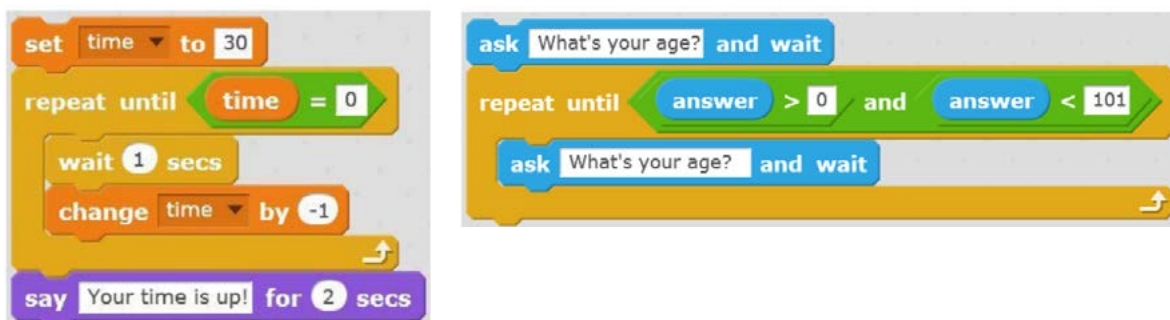 set time to 30
repeat until time = 0
wait 1 secs
change time by -1
say Your time is up! for 2 secs
ask What's your age? and wait
repeat until answer > 0 and answer < 101
ask What's your age? and wait